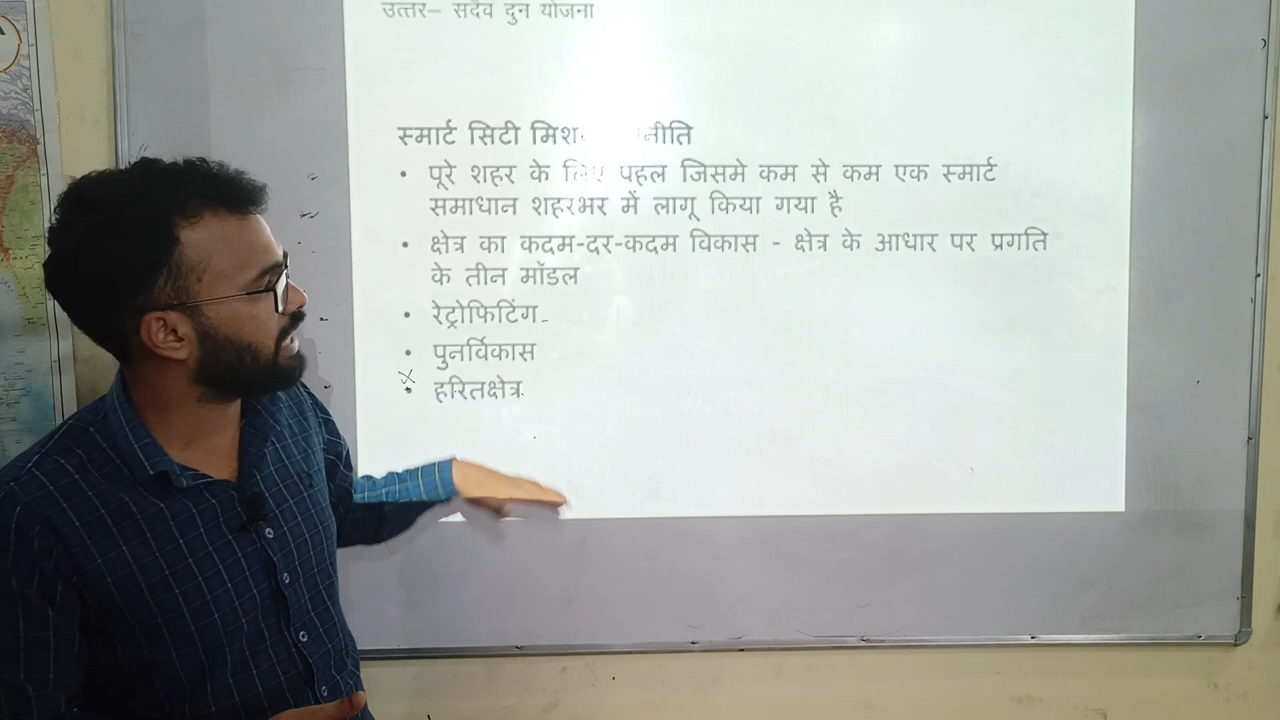 उत्तर– सदैव दुन योजना
स्मार्ट सिटी
• पूरे शहर के लिए पहल जिसमे कम से कम एक स्मार्ट
समाधान शहरभर में लागू किया गया है
• क्षेत्र का कदम-दर-कदम विकास - क्षेत्र के आधार पर प्रगति
के तीन मॉडल
• रेट्रोफिटिंग
• पुनर्विकास
• हरितक्षेत्र